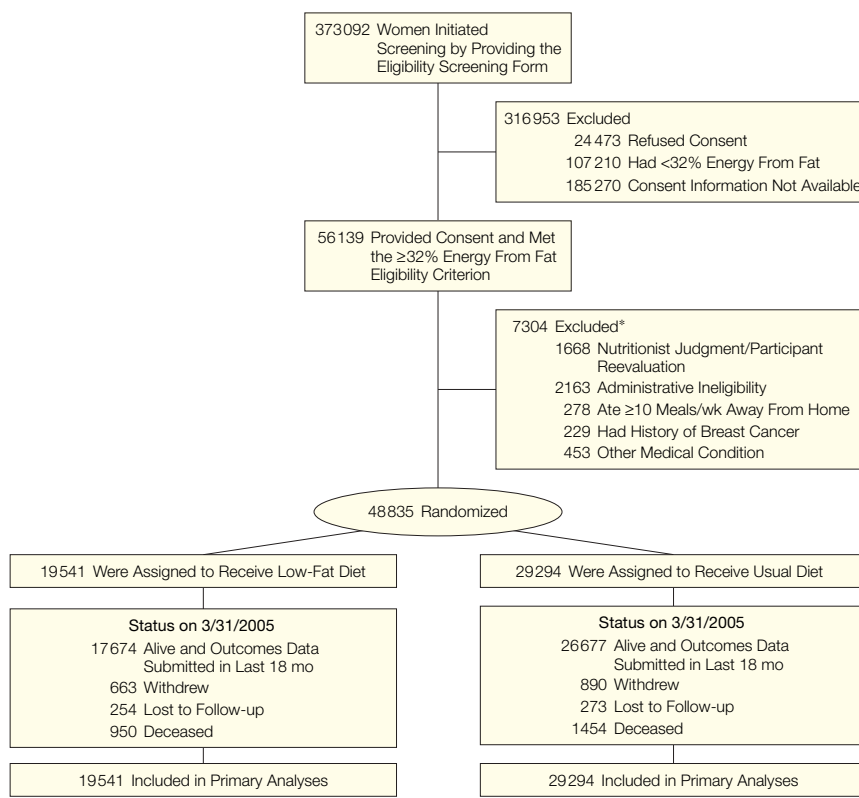 373092 Women Initiated
Screening by Providing the
Eligibility Screening Form
316953 Excluded
24473 Refused Consent
107210 Had <32% Energy From Fat
185270 Consent Information Not Available
56139 Provided Consent and Met
the ≥32% Energy From Fat
Eligibility Criterion
7304 Excluded*
1668 Nutritionist Judgment/Participant
Reevaluation
2163 Administrative Ineligibility
278 Ate ≥10 Meals/wk Away From Home
229 Had History of Breast Cancer
453 Other Medical Condition
48835 Randomized
19541 Were Assigned to Receive Low-Fat Diet
Status on 3/31/2005
17674 Alive and Outcomes Data
Submitted in Last 18 mo
663 Withdrew
254 Lost to Follow-up
950 Deceased
19541 Included in Primary Analyses
29294 Were Assigned to Receive Usual Diet
Status on 3/31/2005
26677 Alive and Outcomes Data
Submitted in Last 18 mo
890 Withdrew
273 Lost to Follow-up
1454 Deceased
29294 Included in Primary Analyses